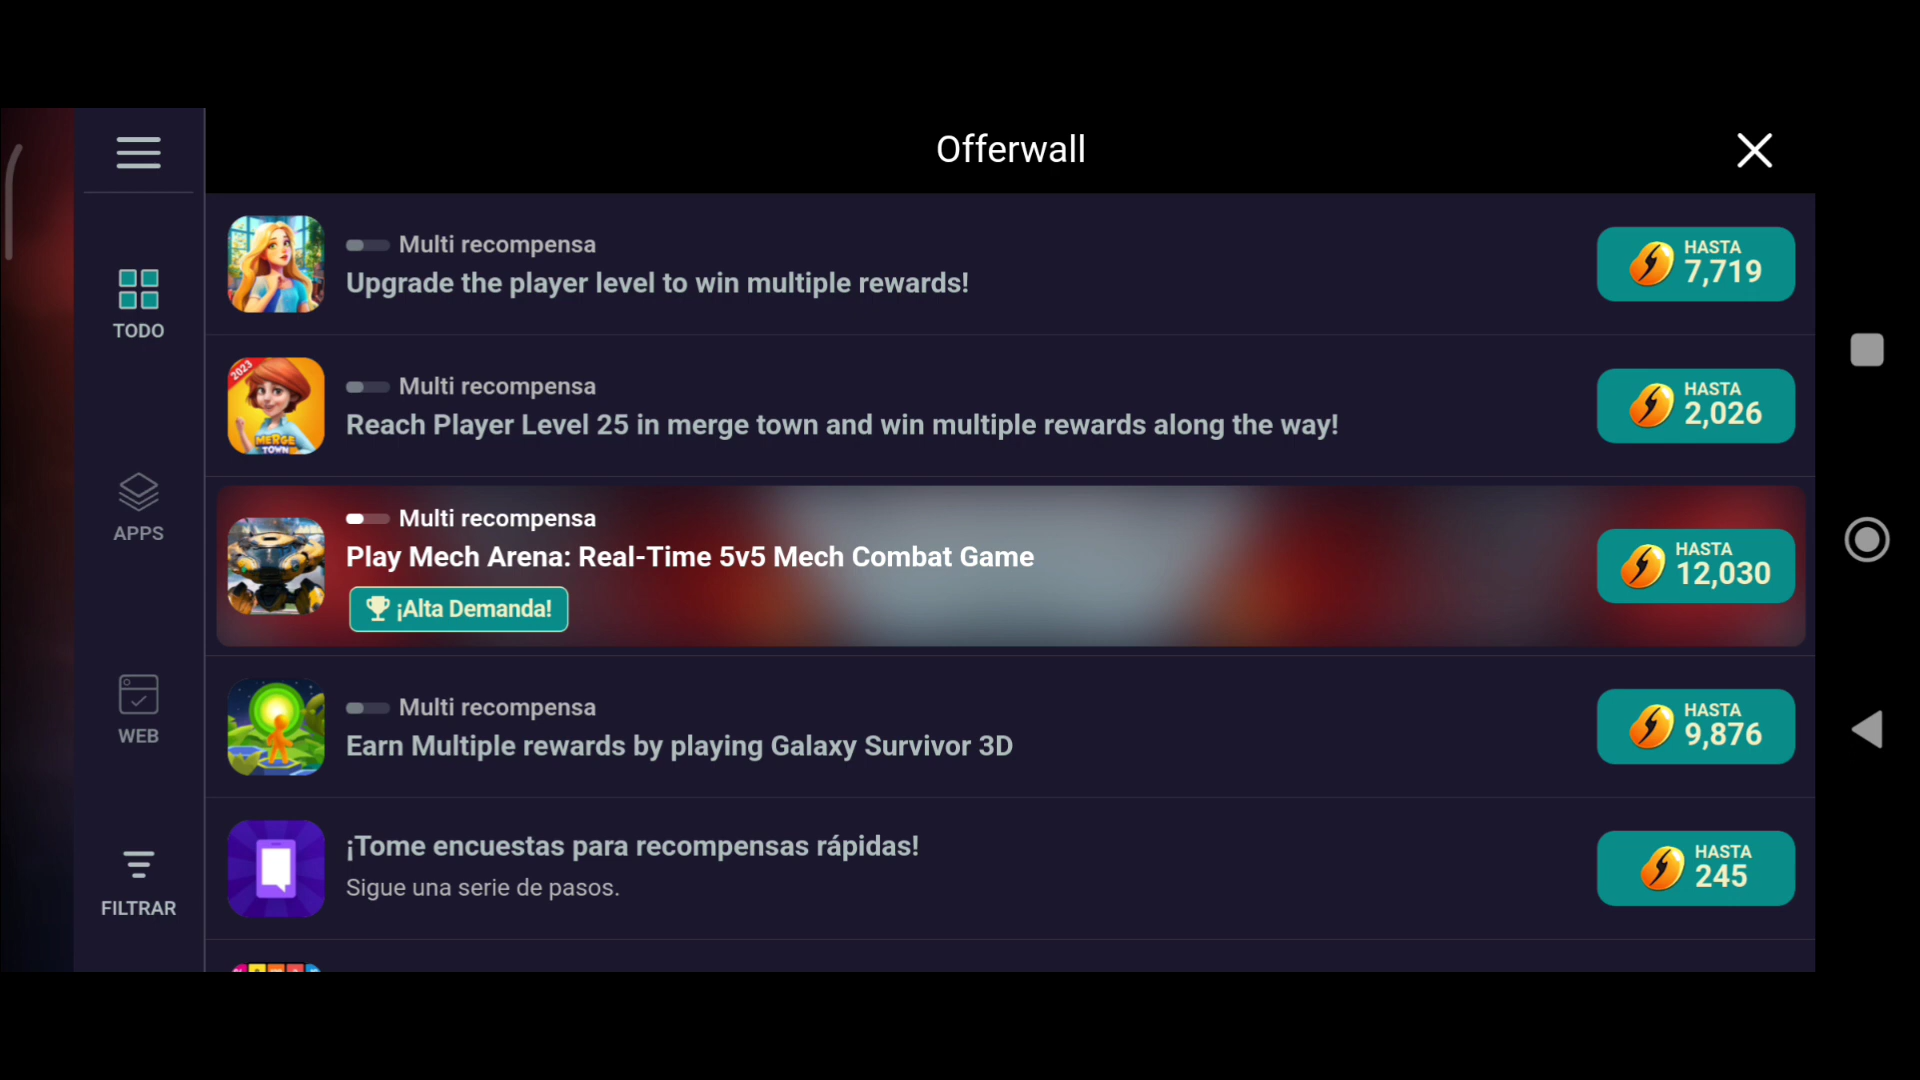 Offerwall
TODO
APPS
WEB
FILTRAR
Multi recompensa
Upgrade the player level to win multiple rewards!
HASTA
7,719
2023
MERGE
TOWN
Multi recompensa
Reach Player Level 25 in merge town and win multiple rewards along the way!
HASTA
2,026
Multi recompensa
Play Mech Arena: Real-Time 5v5 Mech Combat Game
¡Alta Demanda!
HASTA
12,030
Multi recompensa
Earn Multiple rewards by playing Galaxy Survivor 3D
HASTA
9,876
¡Tome encuestas para recompensas rápidas!
Sigue una serie de pasos.
HASTA
245